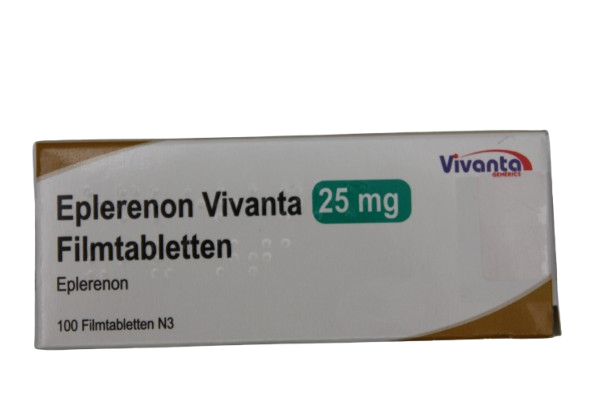 Vivanta
GENERICS
Eplerenon Vivanta 25 mg
Filmtabletten
Eplerenon
100 Filmtabletten N3